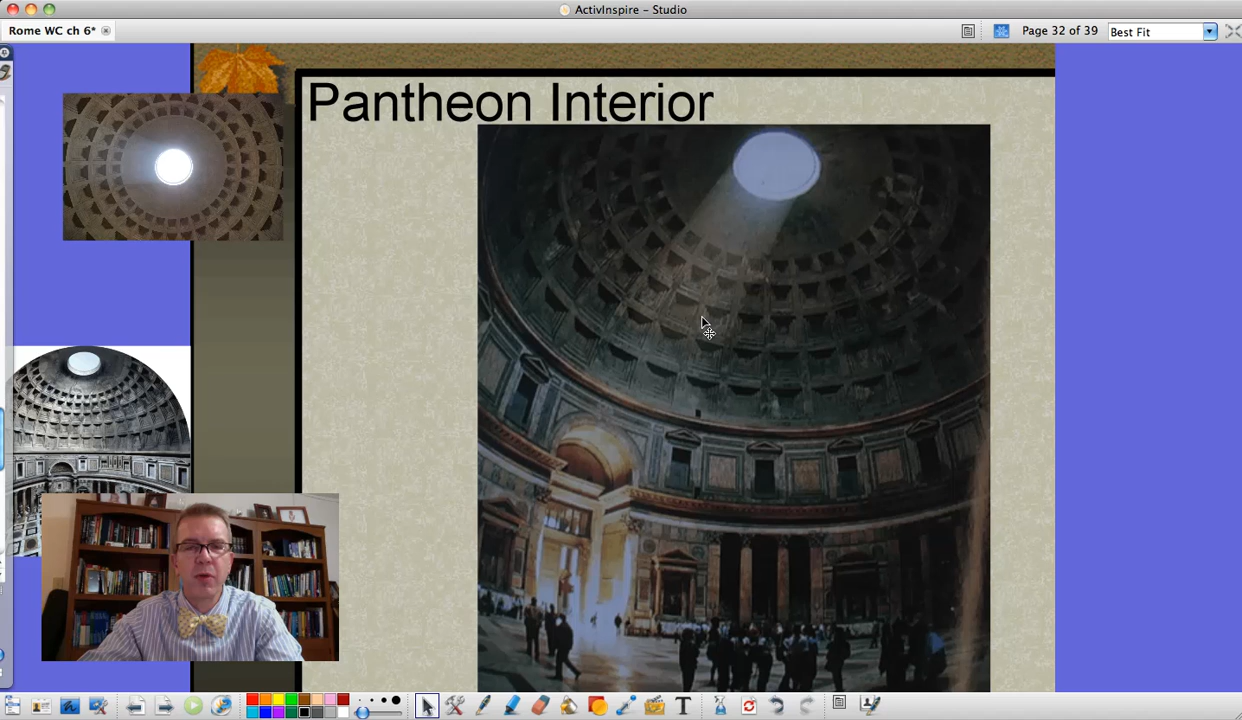 ActivInspire – Studio
Rome WC ch 6*
Page 32 of 39
Best Fit
Pantheon Interior
T